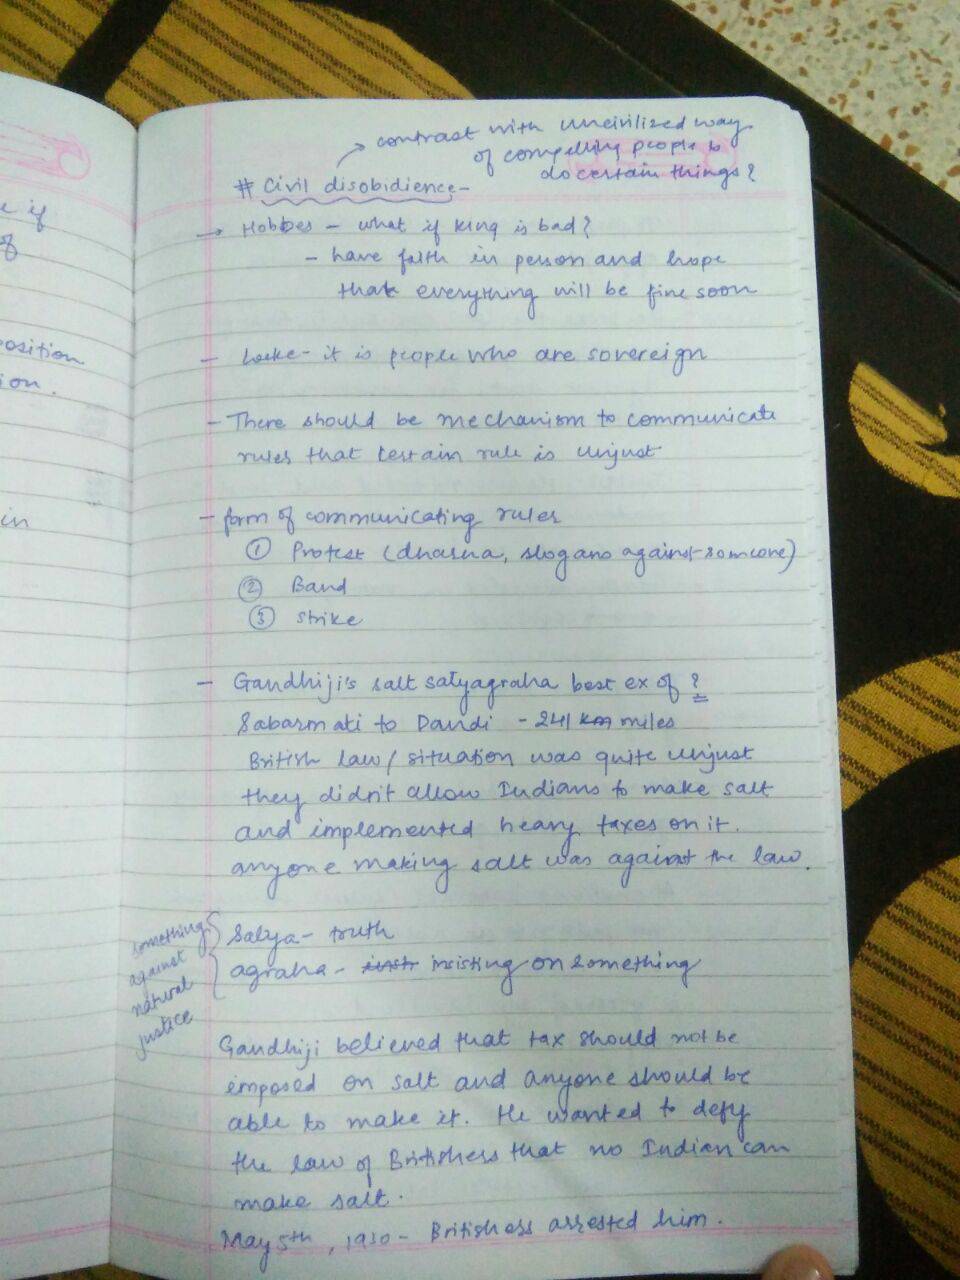 e if
of
osition
ion.
in
contrast with uncivilized way
of compelling people to
do certain things?
# Civil disobidience-
→ Hobbes - what if king is bad?
- have faith in person and hope
that everything will be fine soon
- Locke - it is people who are sovereign
- There should be mechanism to communicate
rules that certain rule is unjust
- form of communicating rules
① Protest (dharna, slogans against someone)
② Band
③ Strike
- Gandhiji's salt satyagraha best ex of ?
Sabarmati to Dandi - 241 km miles
British law / situation was quite unjust
they didn't allow Indians to make salt
and implemented heavy taxes on it.
anyone making salt was against the law.
something
against
natural
justice
Satya - truth
agraha - insisting on something
Gandhiji believed that tax should not be
imposed on salt and anyone should be
able to make it. He wanted to defy
the law of Britishers that no Indian can
make salt.
May 5th, 1930 - Britishers arrested him.